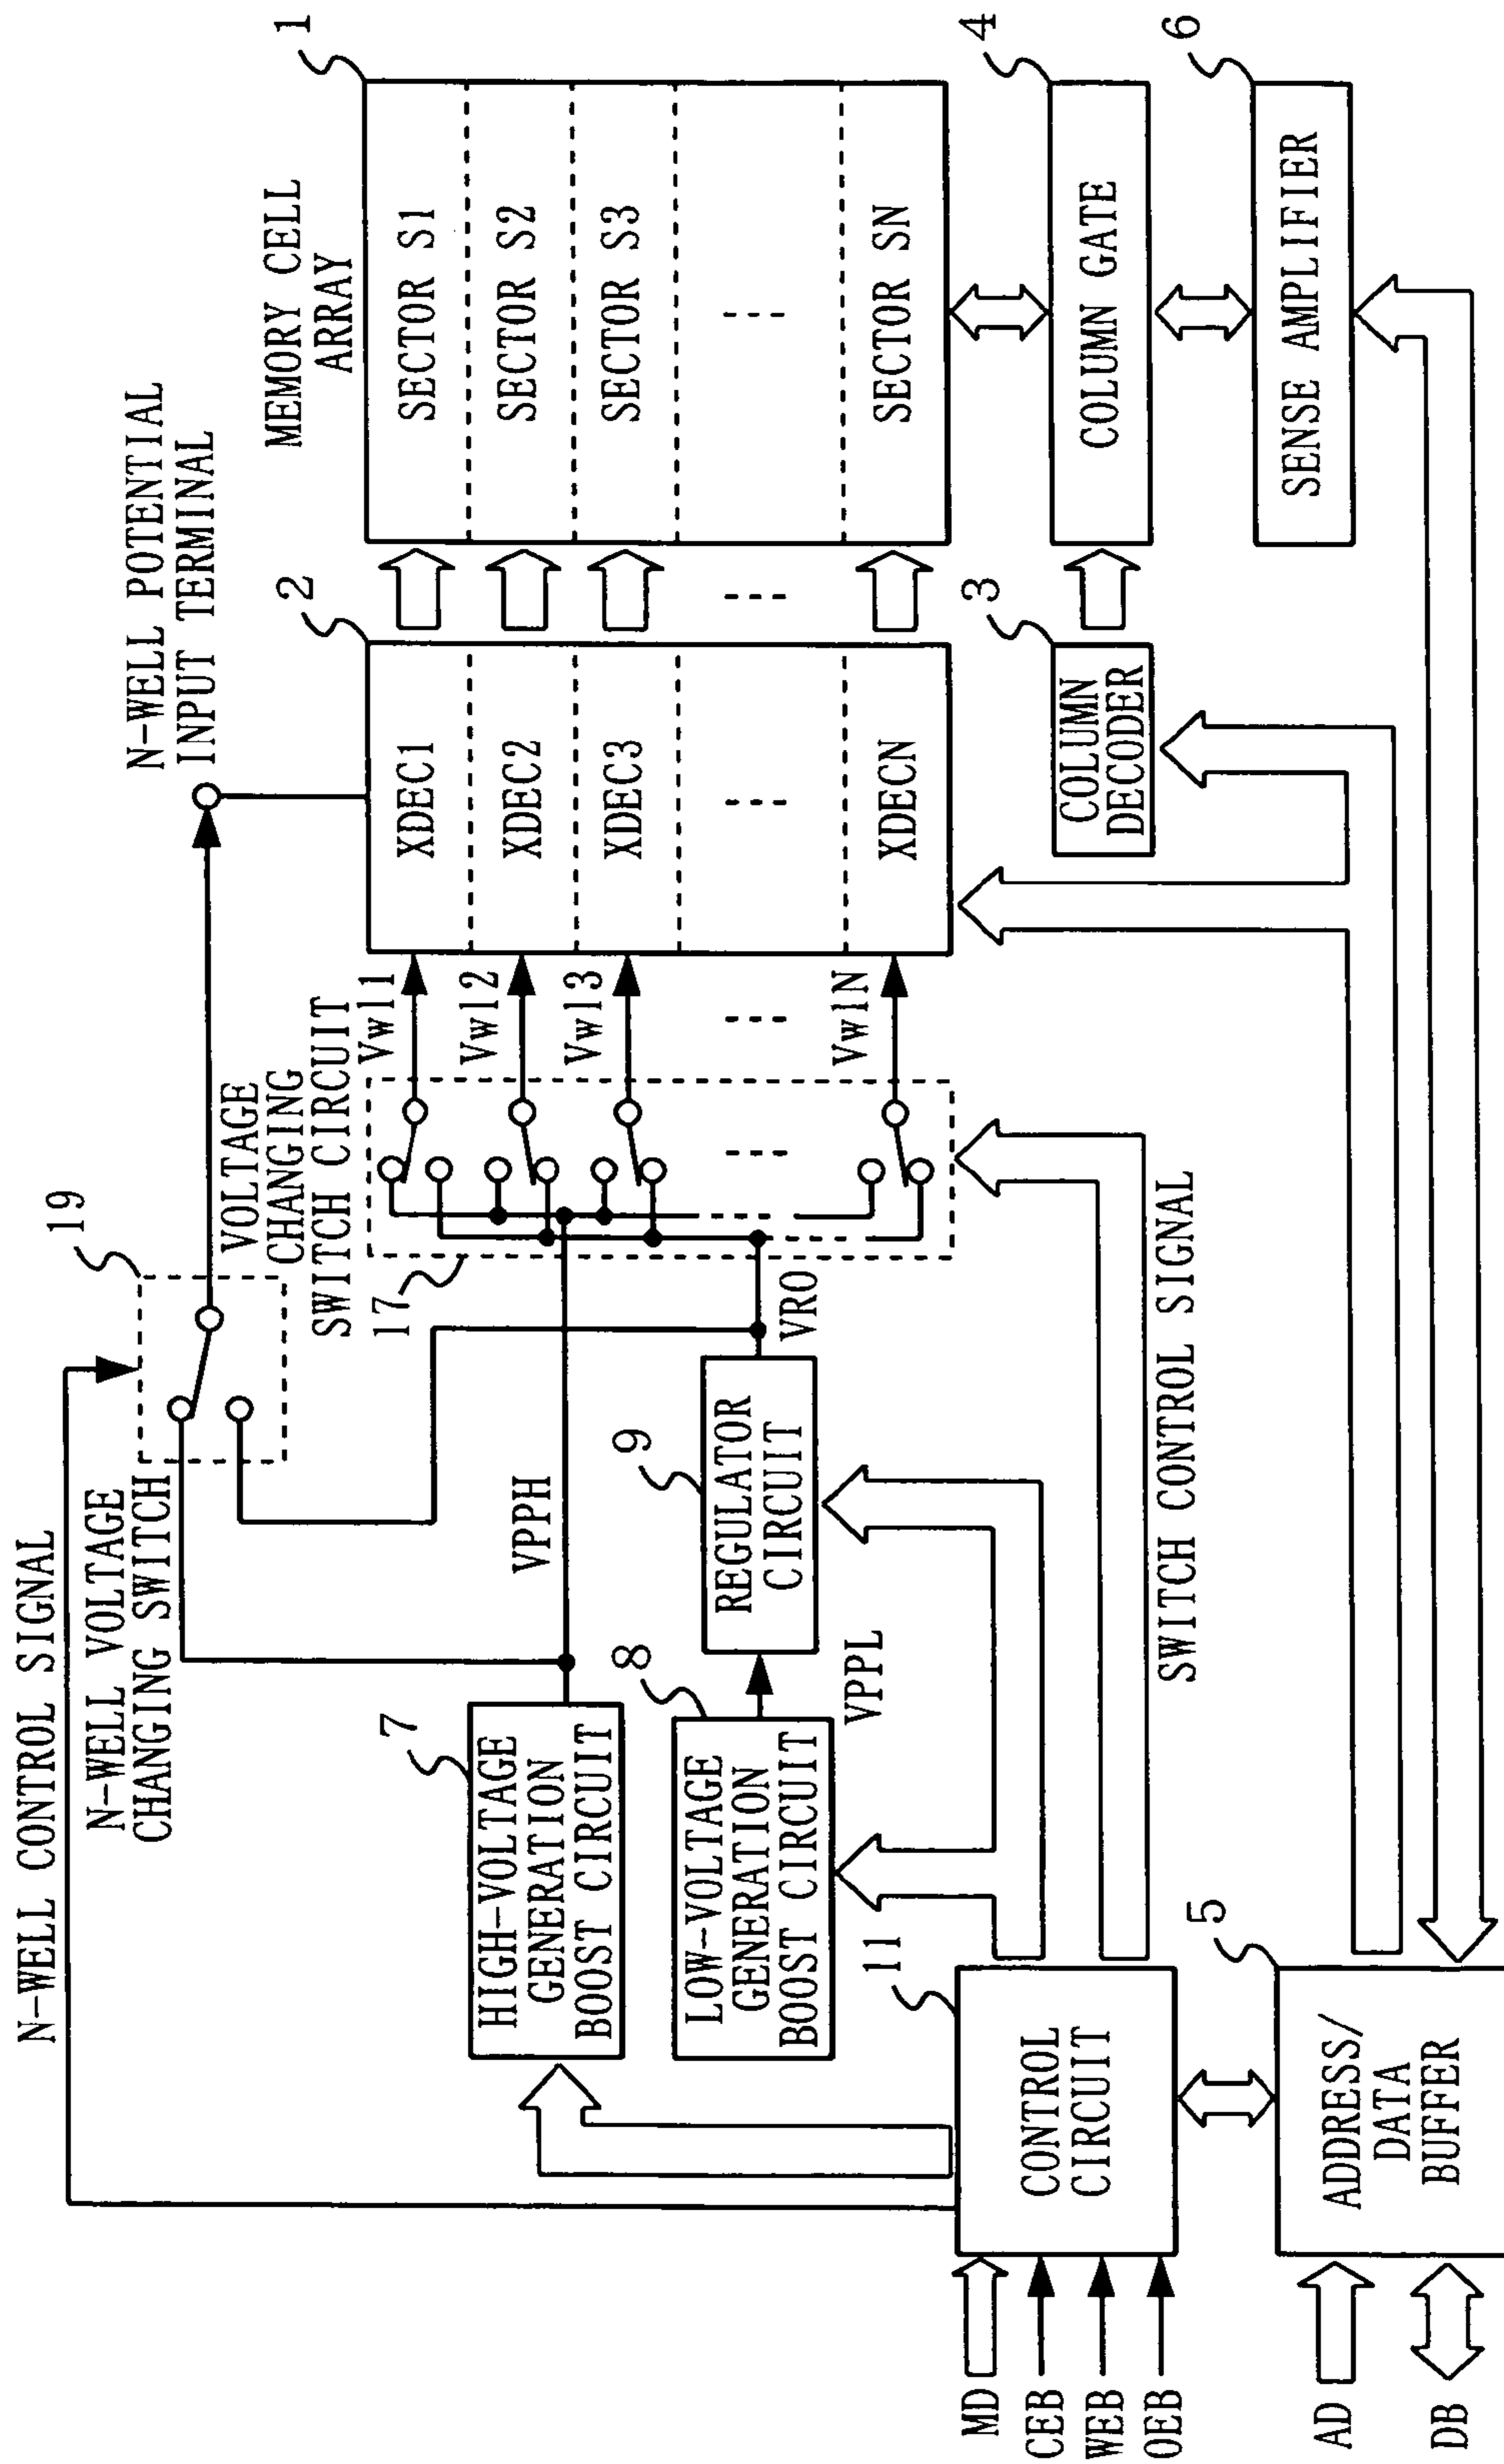 N-WELL CONTROL SIGNAL
N-WELL VOLTAGE
CHANGING SWITCH
19
N-WELL POTENTIAL
INPUT TERMINAL
VOLTAGE
CHANGING
SWITCH CIRCUIT
17
MEMORY CELL
ARRAY
1
2
7
HIGH-VOLTAGE
GENERATION
BOOST CIRCUIT
VPPH
Vwl1
Vwl2
Vwl3
VwlN
XDEC1
XDEC2
XDEC3
XDECN
SECTOR S1
SECTOR S2
SECTOR S3
SECTOR SN
8
LOW-VOLTAGE
GENERATION
BOOST CIRCUIT
VPPL
9
REGULATOR
CIRCUIT
VRO
11
CONTROL
CIRCUIT
MD
CEB
WEB
OEB
SWITCH CONTROL SIGNAL
3
COLUMN
DECODER
4
COLUMN GATE
5
ADDRESS/
DATA
BUFFER
AD
DB
6
SENSE AMPLIFIER